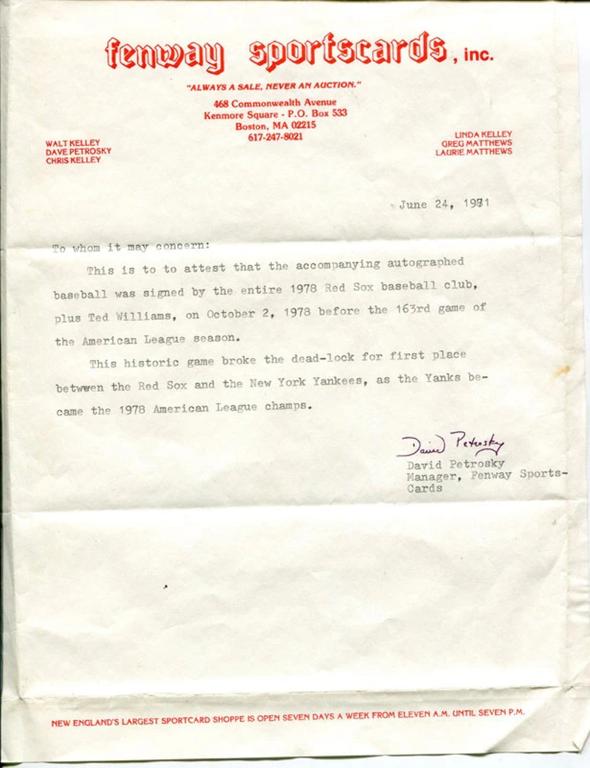 fenway sportscards, inc.
"ALWAYS A SALE, NEVER AN AUCTION."
468 Commonwealth Avenue
Kenmore Square - P.O. Box 533
Boston, MA 02215
617-247-8021
WALT KELLEY
DAVE PETROSKY
CHRIS KELLEY
LINDA KELLEY
GREG MATTHEWS
LAURIE MATTHEWS
June 24, 1981
To whom it may concern:
This is to to attest that the accompanying autographed
baseball was signed by the entire 1978 Red Sox baseball club,
plus Ted Williams, on October 2, 1978 before the 163rd game of
the American League season.
This historic game broke the dead-lock for first place
between the Red Sox and the New York Yankees, as the Yanks be-
came the 1978 American League champs.
David Petrosky
David Petrosky
Manager, Fenway Sports-
Cards
NEW ENGLAND'S LARGEST SPORTCARD SHOPPE IS OPEN SEVEN DAYS A WEEK FROM ELEVEN A.M. UNTIL SEVEN P.M.